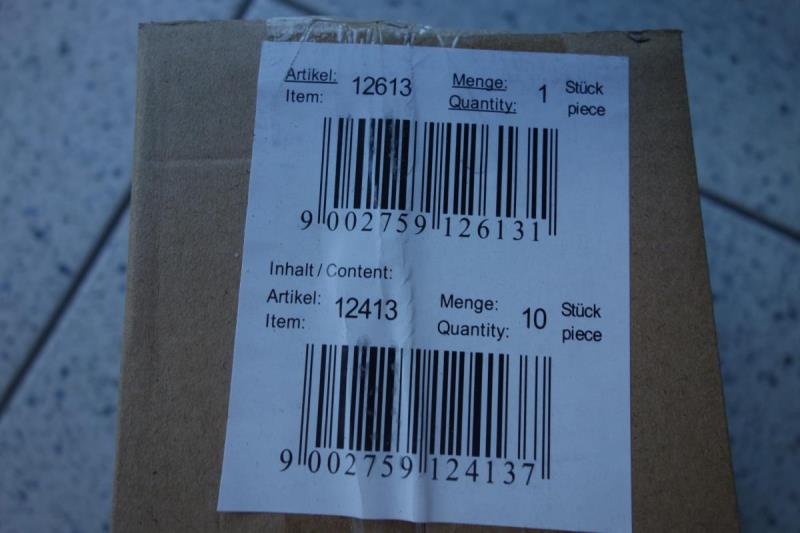 Artikel: 12613 Menge: 1 Stück
Item: Quantity: piece
9 002759 126131
Inhalt / Content:
Artikel: 12413 Menge: 10 Stück
Item: Quantity: piece
9 002759 124137